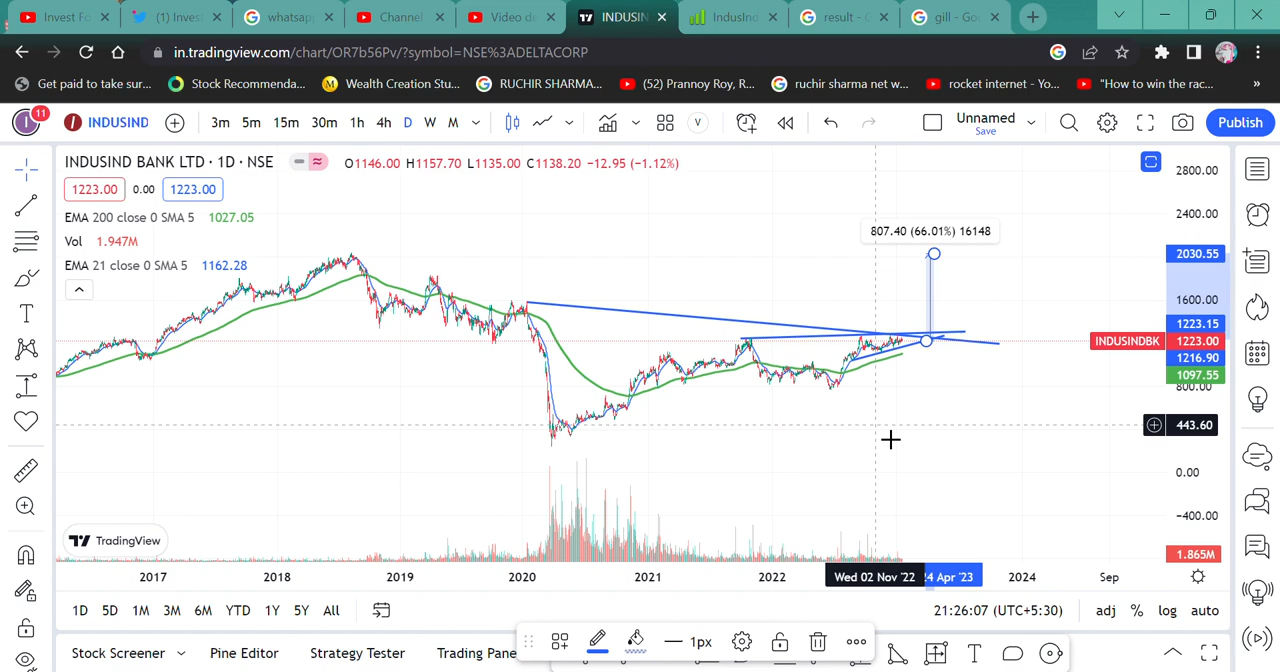 Invest Fo
(1) Invest
whatsap
Channel
Video de
INDUSIN
IndusInd
result - G
gill - Goo
in.tradingview.com/chart/OR7b56Pv/?symbol=NSE%3ADELTACORP
Get paid to take sur...
Stock Recommenda...
Wealth Creation Stu...
RUCHIR SHARMA...
(52) Prannoy Roy, R...
ruchir sharma net w...
rocket internet - Yo...
"How to win the rac...
»
I 11
INDUSIND
3m 5m 15m 30m 1h 4h D W M
V
Unnamed
Save
Publish
INDUSIND BANK LTD · 1D · NSE
O1146.00 H1157.70 L1135.00 C1138.20 −12.95 (−1.12%)
1223.00 0.00 1223.00
EMA 200 close 0 SMA 5 1027.05
Vol 1.947M
EMA 21 close 0 SMA 5 1162.28
807.40 (66.01%) 16148
2800.00
2400.00
2030.55
1600.00
1223.15
INDUSINDBK 1223.00
1216.90
1097.55
800.00
443.60
0.00
−400.00
1.865M
TradingView
2017 2018 2019 2020 2021 2022 Wed 02 Nov '22 24 Apr '23 2024 Sep
1D 5D 1M 3M 6M YTD 1Y 5Y All
21:26:07 (UTC+5:30) adj % log auto
1px
Stock Screener Pine Editor Strategy Tester Trading Pane